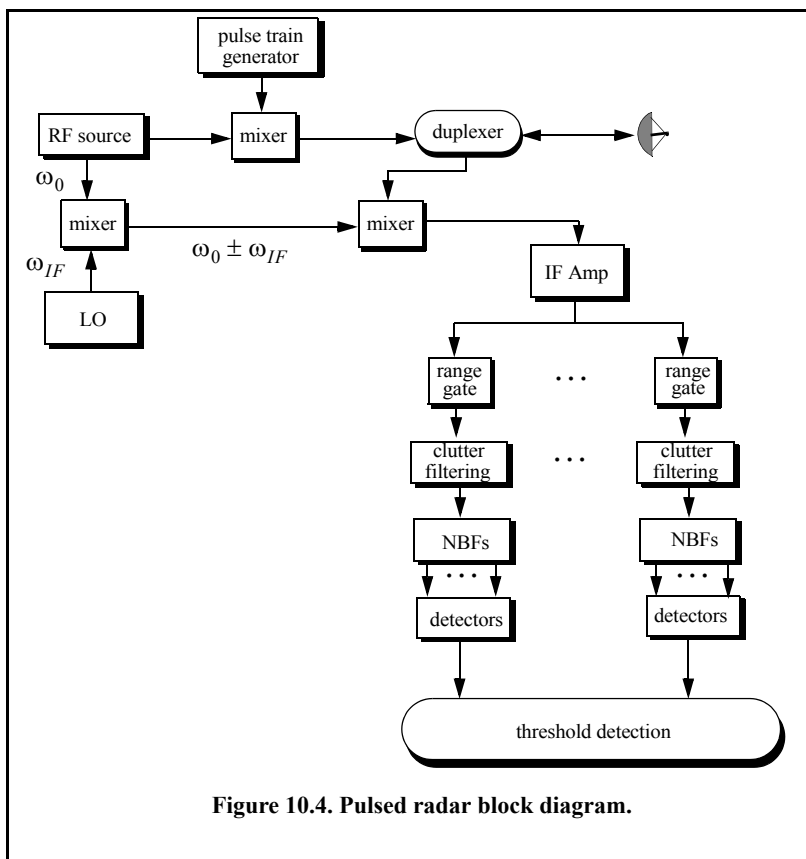 pulse train
generator
RF source
mixer
duplexer
ω0
mixer
mixer
ω0 ± ωIF
ωIF
IF Amp
LO
range
gate
. . .
range
gate
clutter
filtering
. . .
clutter
filtering
NBFs
NBFs
. . .
. . .
detectors
detectors
threshold detection
Figure 10.4. Pulsed radar block diagram.